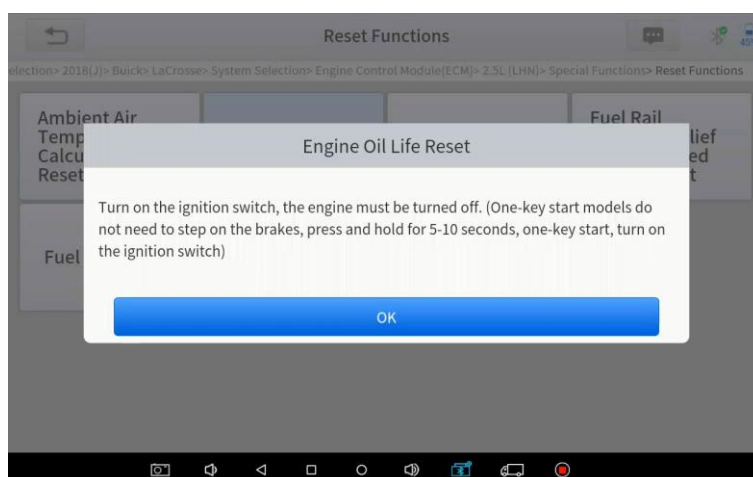 Reset Functions
45%
election> 2018(J)> Buick> LaCrosse> System Selection> Engine Control Module(ECM)> 2.5L (LHN)> Special Functions> Reset Functions
Ambient Air
Reset
Fuel Rail
Engine Oil Life Reset
Turn on the ignition switch, the engine must be turned off. (One-key start models do
not need to step on the brakes, press and hold for 5-10 seconds, one-key start, turn on
the ignition switch)
Fuel
OK